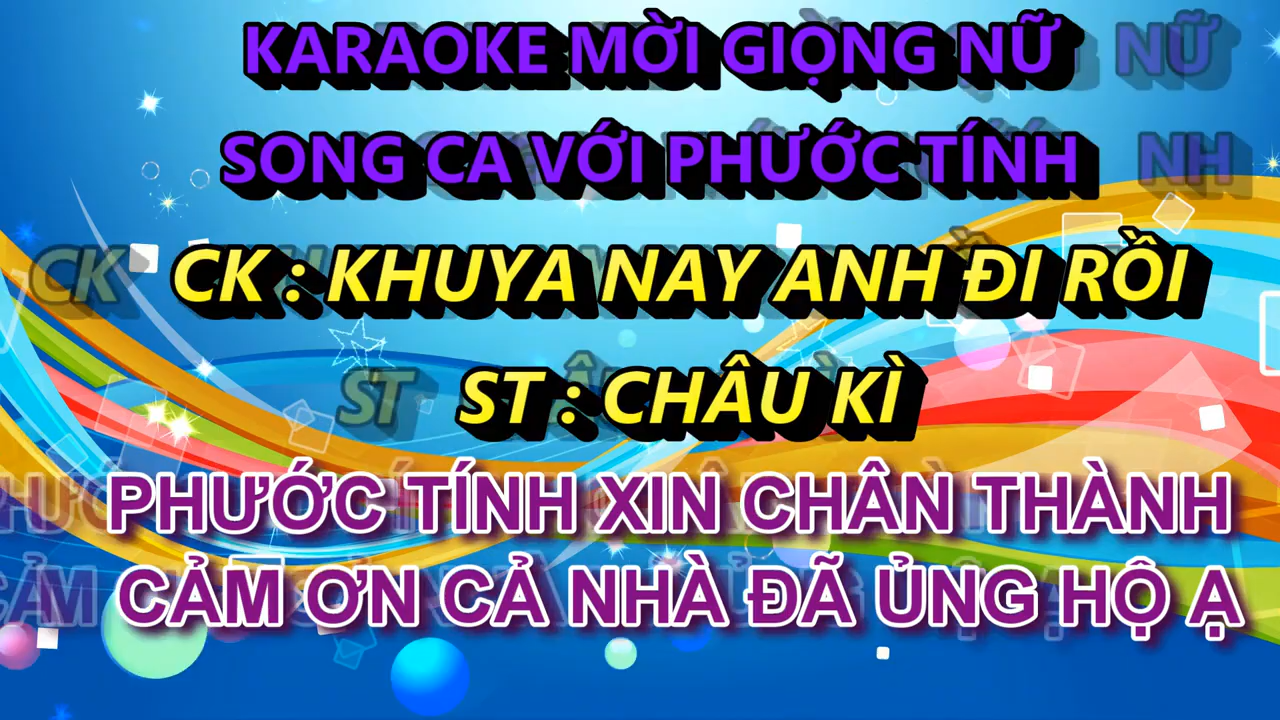 KARAOKE MỜI GIỌNG NỮ
SONG CA VỚI PHƯỚC TÍNH
CK : KHUYA NAY ANH ĐI RỒI
ST : CHÂU KÌ
PHƯỚC TÍNH XIN CHÂN THÀNH
CẢM ƠN CẢ NHÀ ĐÃ ỦNG HỘ Ạ